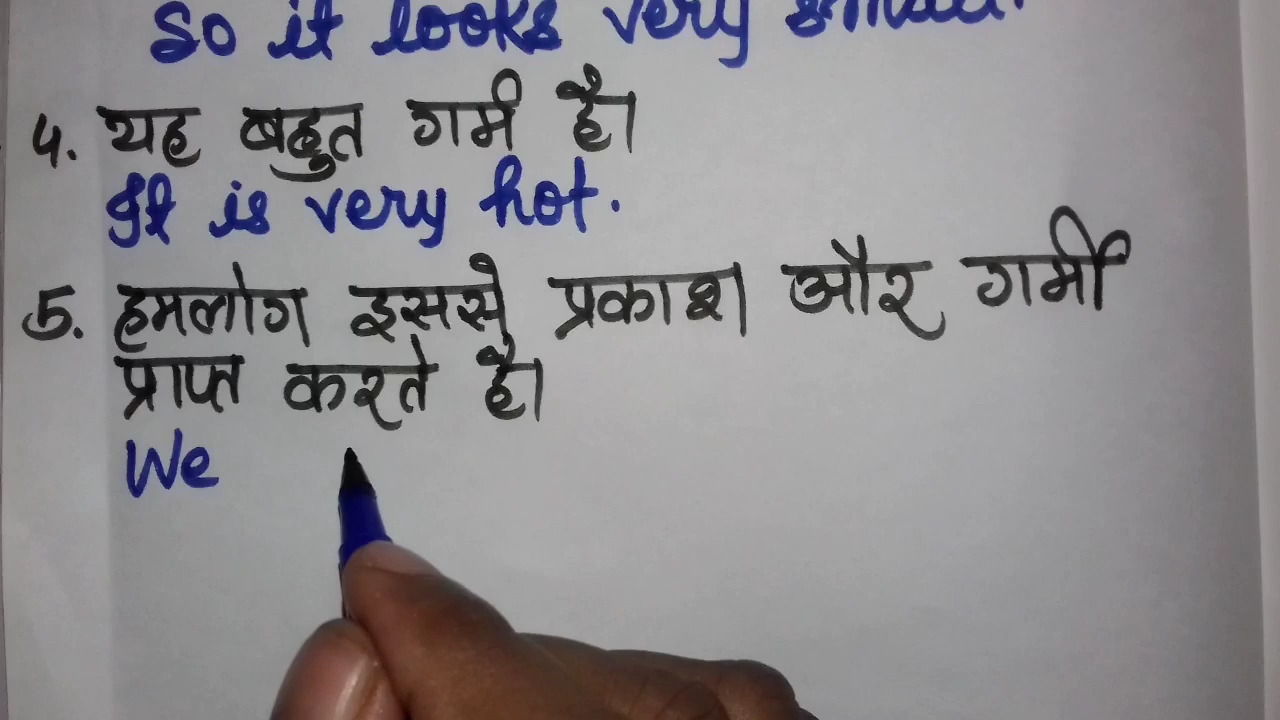 So it looks very small.
4. यह बहुत गर्म है।
It is very hot.
5. हमलोग इससे प्रकाश और गर्मी
प्राप्त करते है।
We